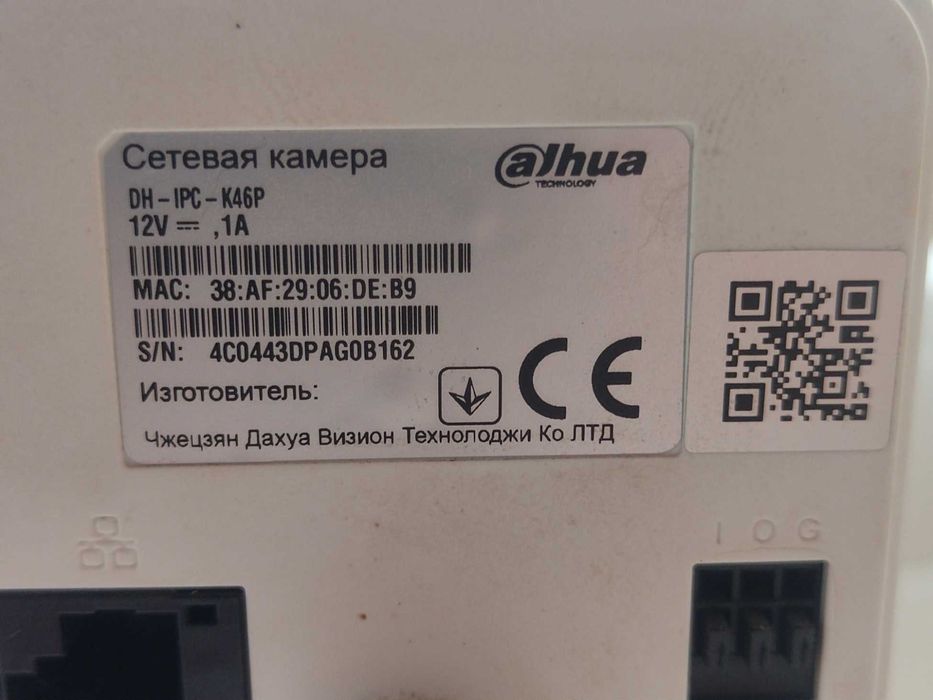 Сетевая камера
alhua
TECHNOLOGY
DH-IPC-K46P
12V ⎓ ,1A
MAC: 38:AF:29:06:DE:B9
S/N: 4C0443DPAG0B162
Изготовитель:
CE
Чжецзян Дахуа Визион Технолоджи Ко ЛТД
I O G